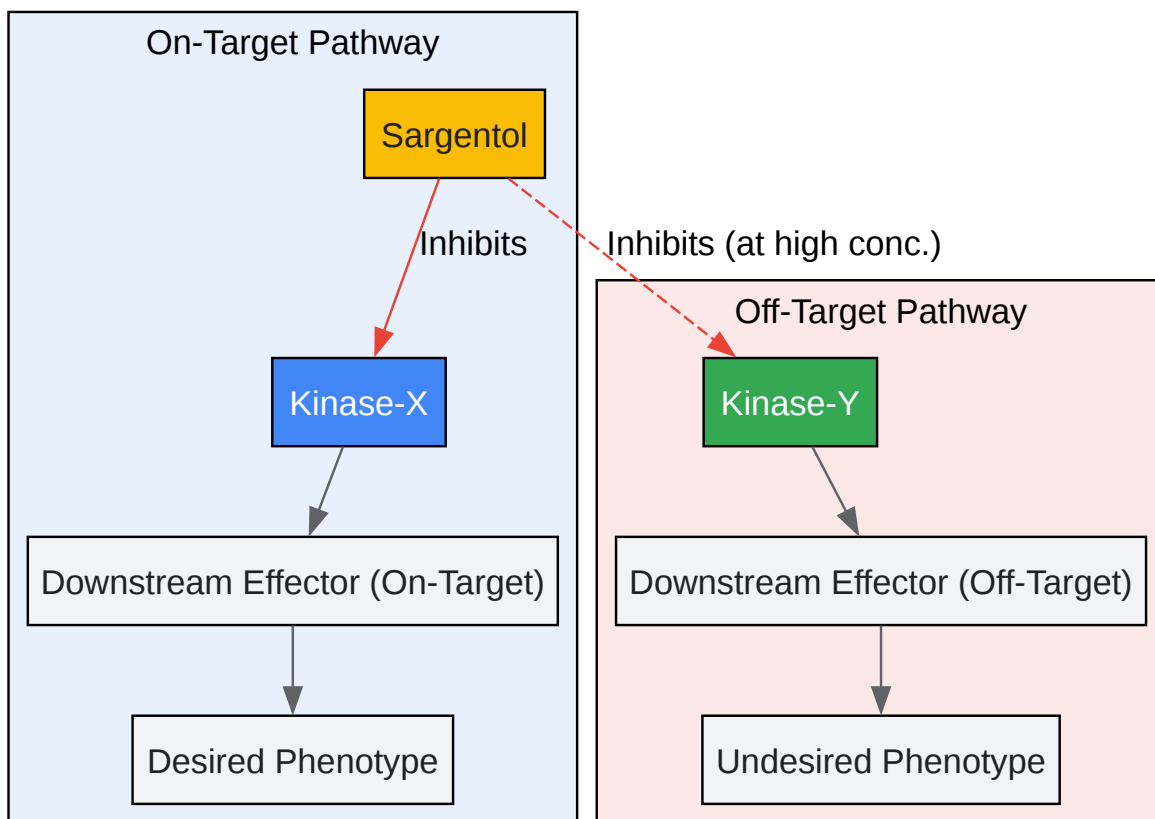 On-Target Pathway
Sargentol
Inhibits
Inhibits (at high conc.)
Off-Target Pathway
Kinase-X
Kinase-Y
Downstream Effector (On-Target)
Downstream Effector (Off-Target)
Desired Phenotype
Undesired Phenotype